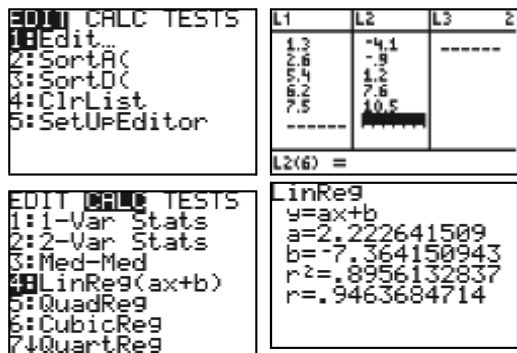 EDIT CALC TESTS
1:Edit…
2:SortA(
3:SortD(
4:ClrList
5:SetUpEditor
L1 L2 L3 2
1.3 -4.1 ------
2.6 -.9
5.4 1.2
6.2 7.6
7.5 10.5
------
L2(6) =
EDIT CALC TESTS
1:1-Var Stats
2:2-Var Stats
3:Med-Med
4:LinReg(ax+b)
5:QuadReg
6:CubicReg
7↓QuartReg
LinReg
y=ax+b
a=2.222641509
b=-7.364150943
r²=.8956132837
r=.9463684714